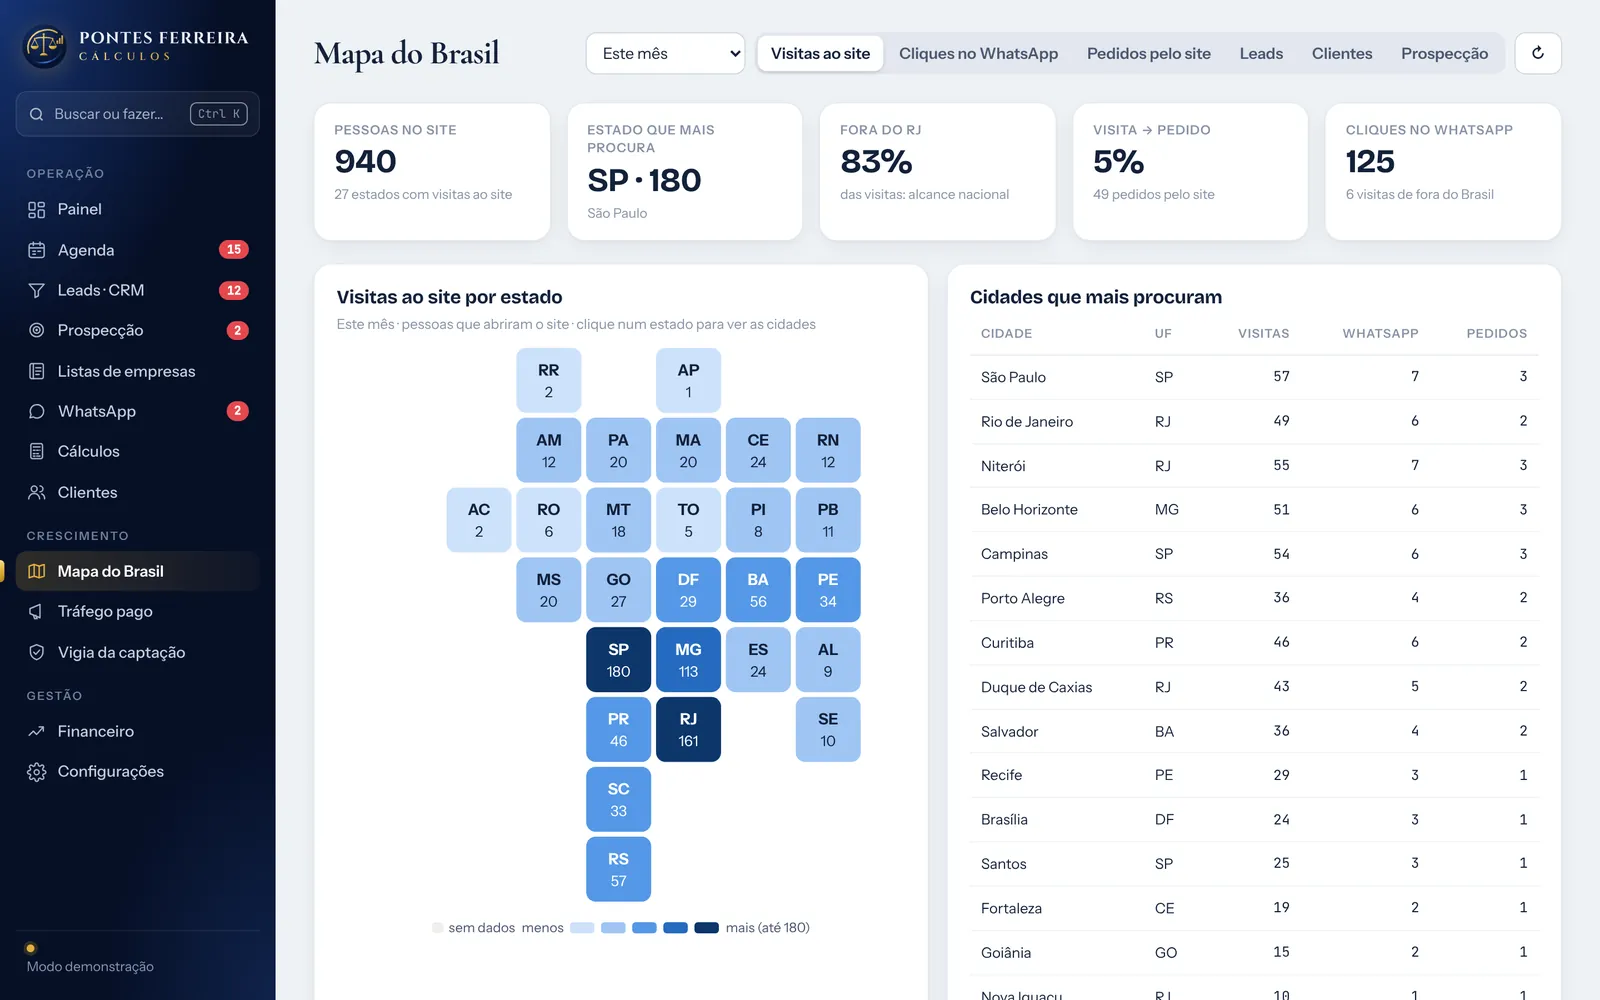 PONTES FERREIRA
CÁLCULOS
Buscar ou fazer... Ctrl K
OPERAÇÃO
Painel
Agenda 15
Leads · CRM 12
Prospecção 2
Listas de empresas
WhatsApp 2
Cálculos
Clientes
CRESCIMENTO
Mapa do Brasil
Tráfego pago
Vigia da captação
GESTÃO
Financeiro
Configurações
Modo demonstração
Mapa do Brasil
Este mês
Visitas ao site Cliques no WhatsApp Pedidos pelo site Leads Clientes Prospecção
PESSOAS NO SITE
940
27 estados com visitas ao site
ESTADO QUE MAIS
PROCURA
SP · 180
São Paulo
FORA DO RJ
83%
das visitas: alcance nacional
VISITA → PEDIDO
5%
49 pedidos pelo site
CLIQUES NO WHATSAPP
125
6 visitas de fora do Brasil
Visitas ao site por estado
Este mês · pessoas que abriram o site · clique num estado para ver as cidades
RR AP
2 1
AM PA MA CE RN
12 20 20 24 12
AC RO MT TO PI PB
2 6 18 5 8 11
MS GO DF BA PE
20 27 29 56 34
SP MG ES AL
180 113 24 9
PR RJ SE
46 161 10
SC
33
RS
57
sem dados menos mais (até 180)
Cidades que mais procuram
CIDADE UF VISITAS WHATSAPP PEDIDOS
São Paulo SP 57 7 3
Rio de Janeiro RJ 49 6 2
Niterói RJ 55 7 3
Belo Horizonte MG 51 6 3
Campinas SP 54 6 3
Porto Alegre RS 36 4 2
Curitiba PR 46 6 2
Duque de Caxias RJ 43 5 2
Salvador BA 36 4 2
Recife PE 29 3 1
Brasília DF 24 3 1
Santos SP 25 3 1
Fortaleza CE 19 2 1
Goiânia GO 15 2 1
Nova Iguaçu RJ 10 1 1